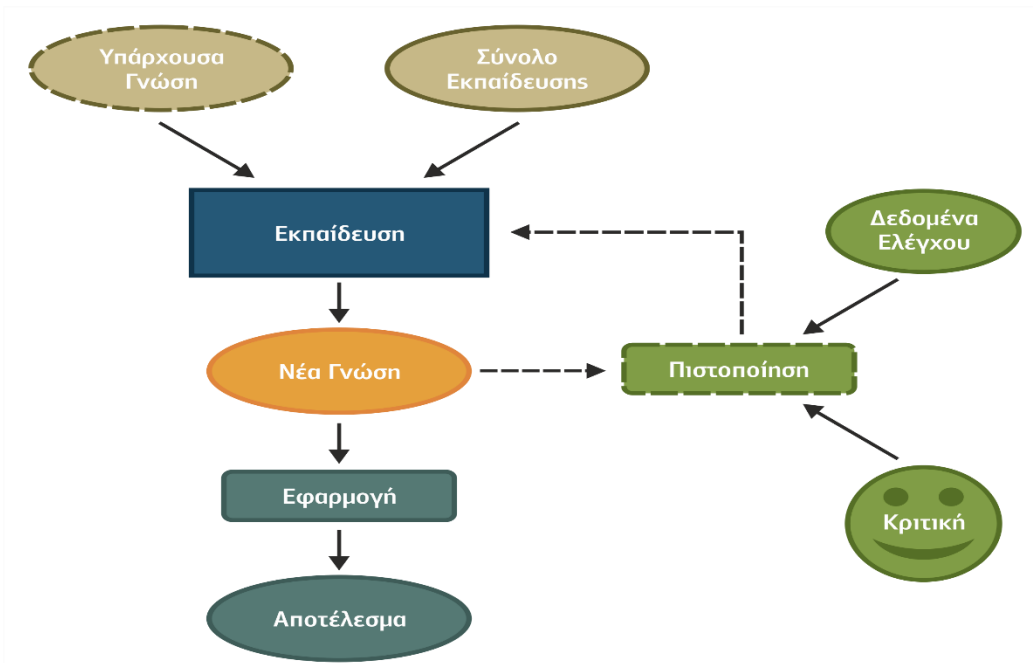 Υπάρχουσα
Γνώση
Σύνολο
Εκπαίδευσης
Εκπαίδευση
Δεδομένα
Ελέγχου
Νέα Γνώση
Πιστοποίηση
Εφαρμογή
Κριτική
Αποτέλεσμα